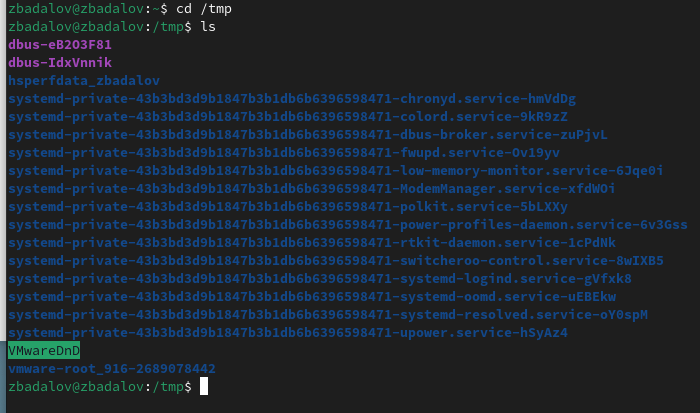 zbadalov@zbadalov:~$ cd /tmp
zbadalov@zbadalov:/tmp$ ls
dbus-eB2O3F81
dbus-IdxVnnik
hsperfdata_zbadalov
systemd-private-43b3bd3d9b1847b3b1db6b6396598471-chronyd.service-hmVdDg
systemd-private-43b3bd3d9b1847b3b1db6b6396598471-colord.service-9kR9zZ
systemd-private-43b3bd3d9b1847b3b1db6b6396598471-dbus-broker.service-zuPjvL
systemd-private-43b3bd3d9b1847b3b1db6b6396598471-fwupd.service-Ov19yv
systemd-private-43b3bd3d9b1847b3b1db6b6396598471-low-memory-monitor.service-6Jqe0i
systemd-private-43b3bd3d9b1847b3b1db6b6396598471-ModemManager.service-xfdWOi
systemd-private-43b3bd3d9b1847b3b1db6b6396598471-polkit.service-5bLXXy
systemd-private-43b3bd3d9b1847b3b1db6b6396598471-power-profiles-daemon.service-6v3Gss
systemd-private-43b3bd3d9b1847b3b1db6b6396598471-rtkit-daemon.service-1cPdNk
systemd-private-43b3bd3d9b1847b3b1db6b6396598471-switcheroo-control.service-8wIXB5
systemd-private-43b3bd3d9b1847b3b1db6b6396598471-systemd-logind.service-gVfxk8
systemd-private-43b3bd3d9b1847b3b1db6b6396598471-systemd-oomd.service-uEBEkw
systemd-private-43b3bd3d9b1847b3b1db6b6396598471-systemd-resolved.service-oY0spM
systemd-private-43b3bd3d9b1847b3b1db6b6396598471-upower.service-hSyAz4
VMwareDnD
vmware-root_916-2689078442
zbadalov@zbadalov:/tmp$